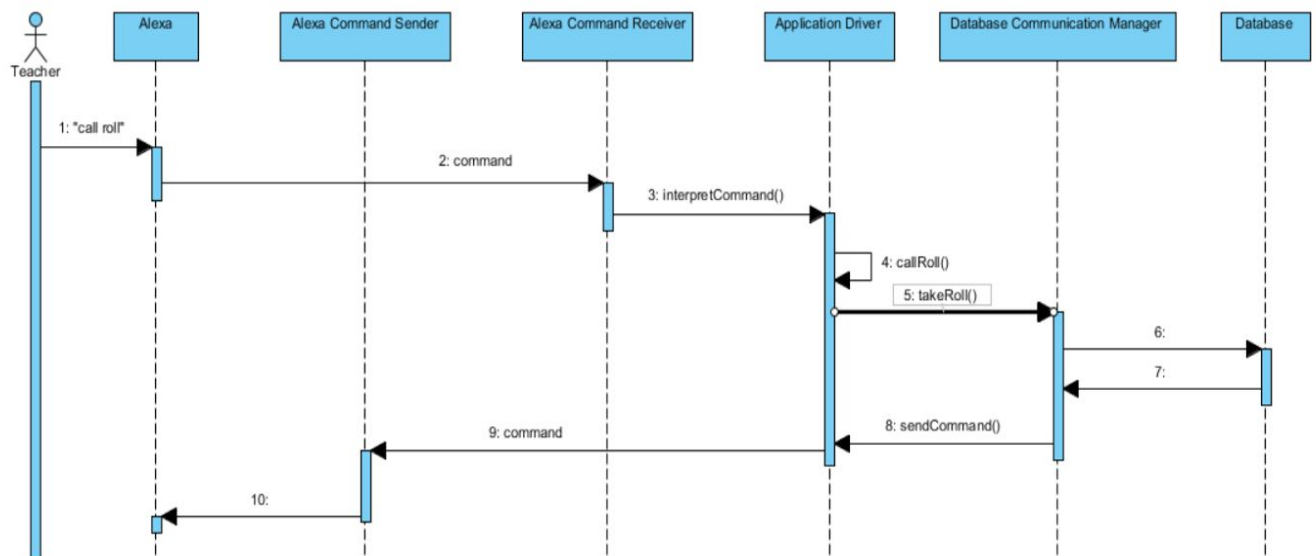 Alexa
Alexa Command Sender
Alexa Command Receiver
Application Driver
Database Communication Manager
Database
Teacher
1: "call roll"
2: command
3: interpretCommand()
4: callRoll()
5: takeRoll()
6:
7:
8: sendCommand()
9: command
10: